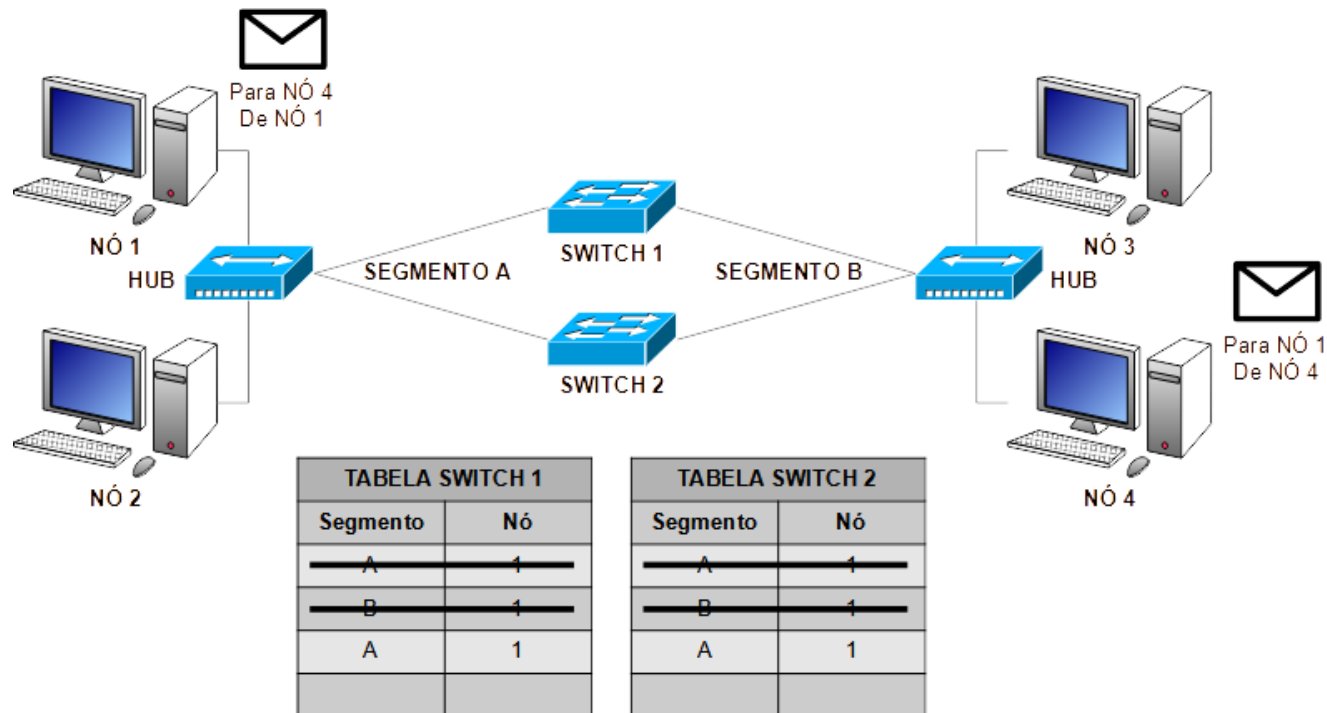 Para NÓ 4
De NÓ 1
NÓ 1
HUB
SEGMENTO A
SWITCH 1
SEGMENTO B
HUB
NÓ 3
SWITCH 2
Para NÓ 1
De NÓ 4
NÓ 2
NÓ 4
TABELA SWITCH 1
Segmento Nó
A 1
B 1
A 1
TABELA SWITCH 2
Segmento Nó
A 1
B 1
A 1